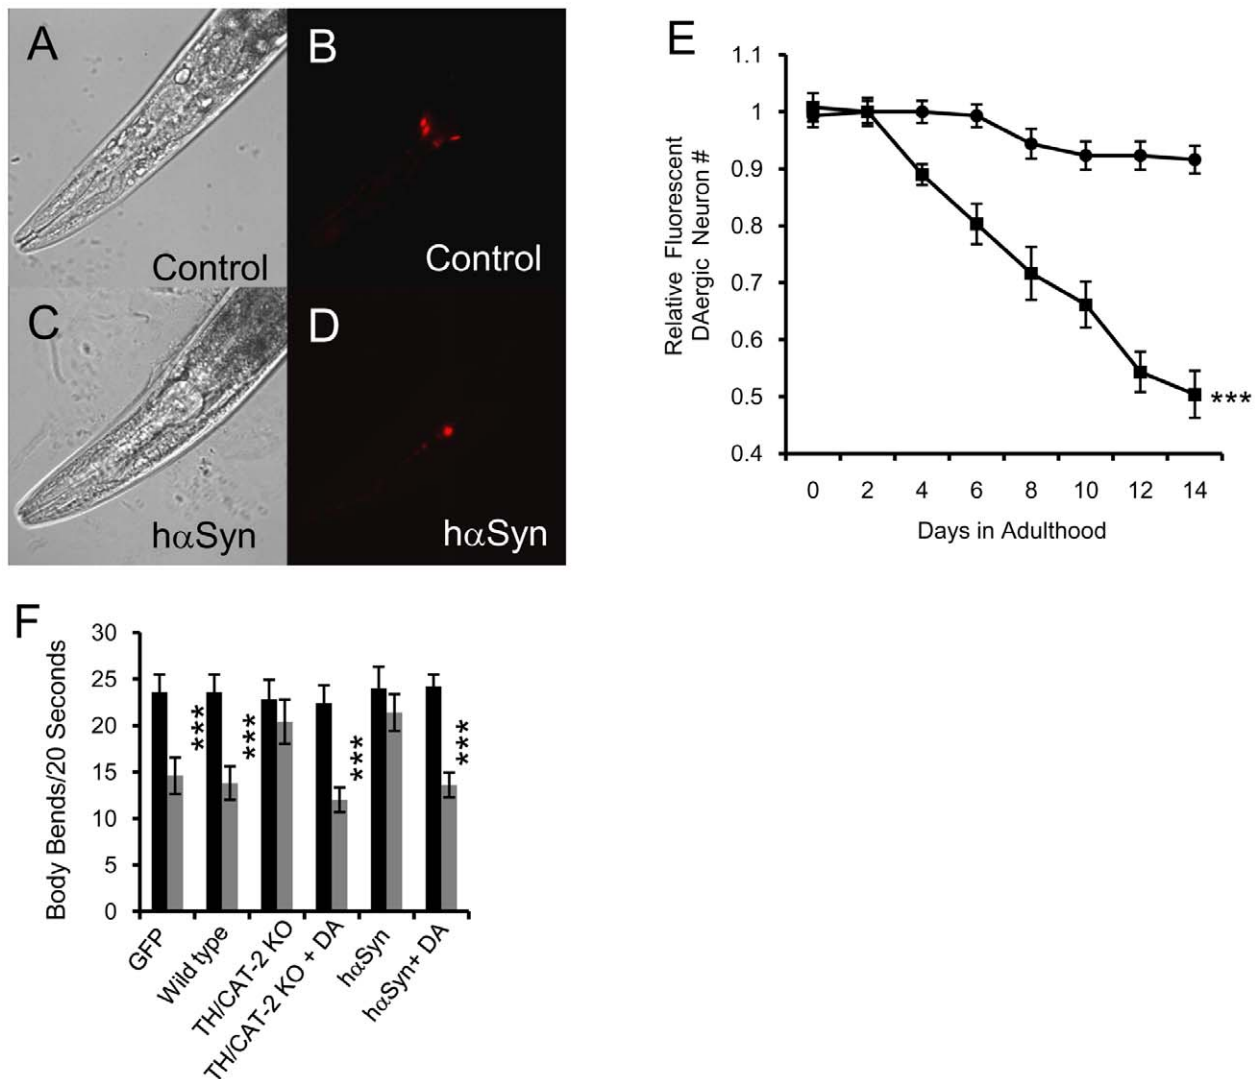 A
Control
B
Control
C
hαSyn
D
hαSyn
E
Relative Fluorescent
DAergic Neuron #
1.1
1
0.9
0.8
0.7
0.6
0.5
0.4
***
0 2 4 6 8 10 12 14
Days in Adulthood
F
Body Bends/20 Seconds
30
25
20
15
10
5
0
*** *** *** ***
GFP
Wild type
TH/CAT-2 KO
TH/CAT-2 KO + DA
hαSyn
hαSyn+ DA